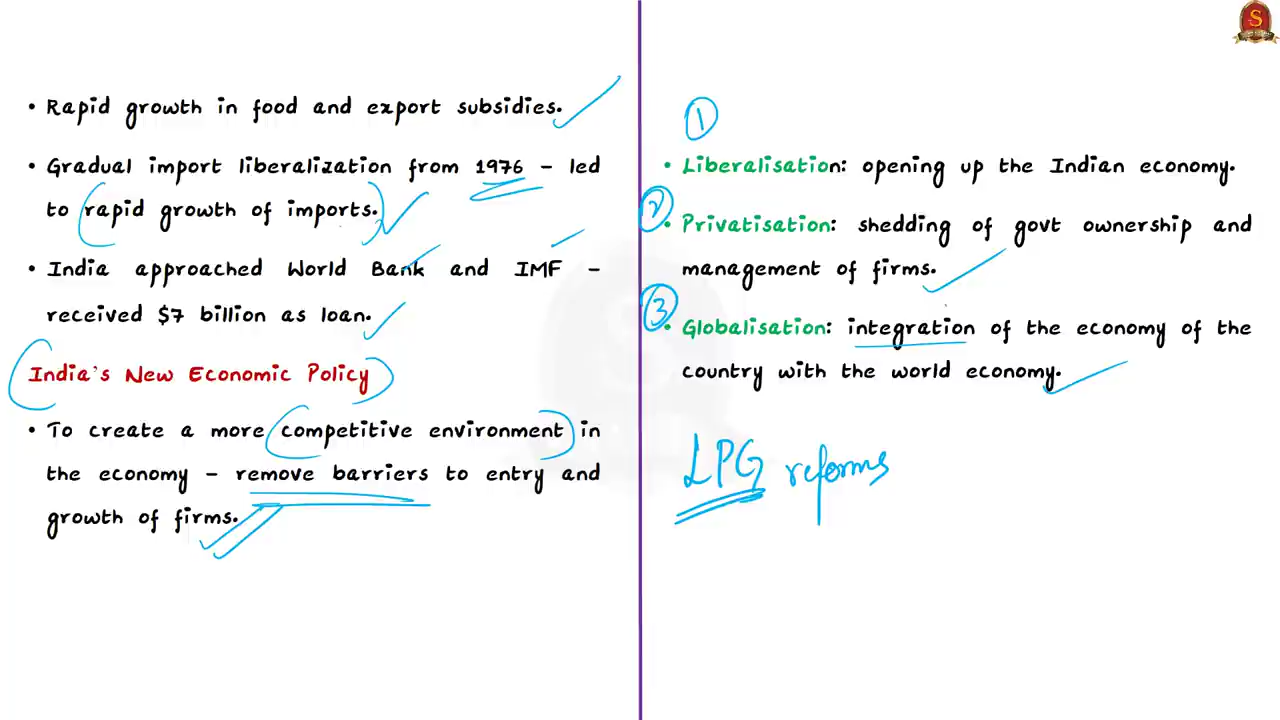 • Rapid growth in food and export subsidies.
• Gradual import liberalization from 1976 – led
to rapid growth of imports.
• India approached World Bank and IMF –
received $7 billion as loan.
India's New Economic Policy
• To create a more competitive environment in
the economy – remove barriers to entry and
growth of firms.
S
1
• Liberalisation: opening up the Indian economy.
2
• Privatisation: shedding of govt ownership and
management of firms.
3
• Globalisation: integration of the economy of the
country with the world economy.
LPG reforms